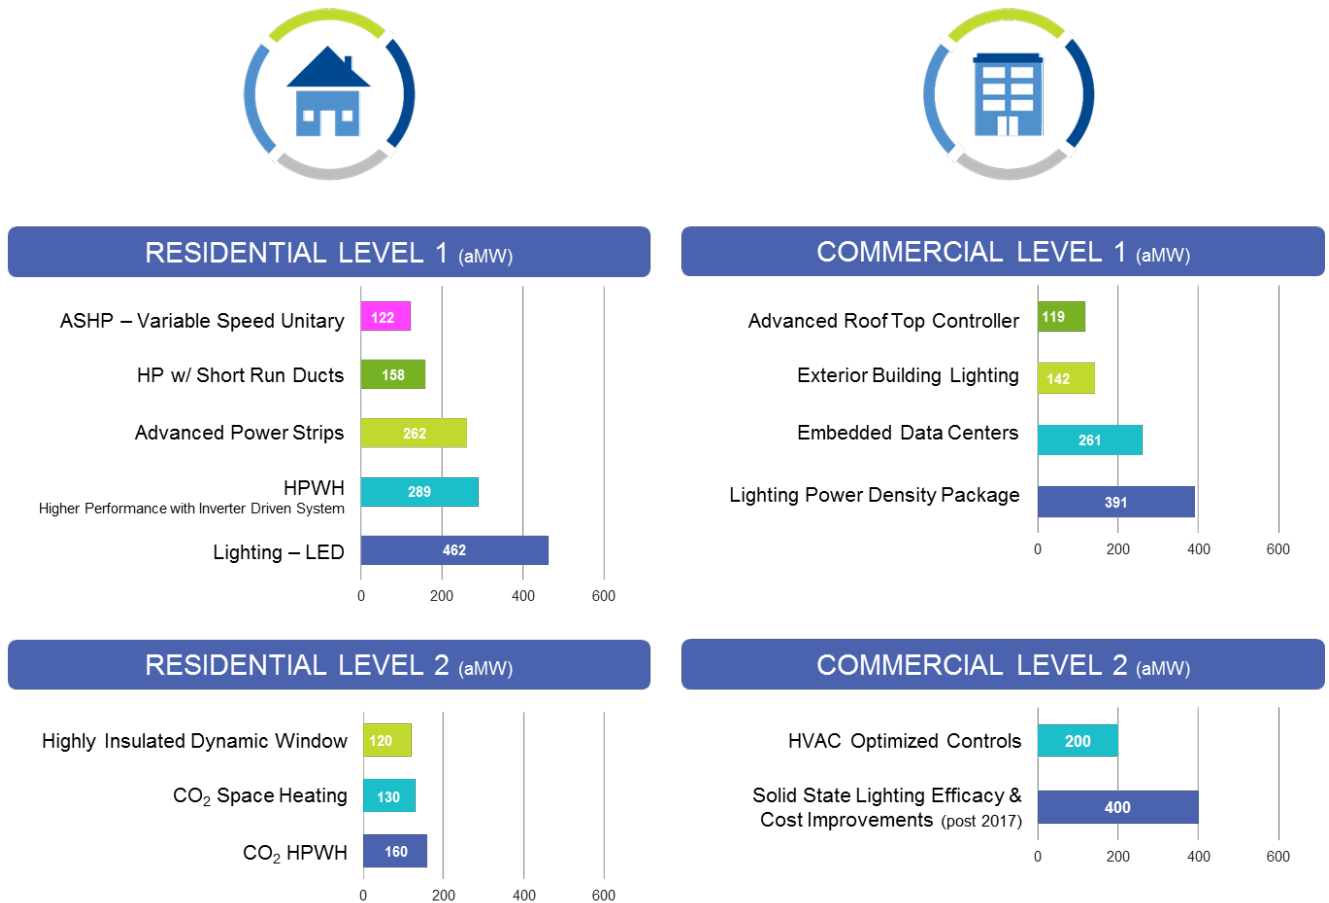 RESIDENTIAL LEVEL 1 (aMW)
ASHP – Variable Speed Unitary
122
HP w/ Short Run Ducts
158
Advanced Power Strips
262
HPWH
Higher Performance with Inverter Driven System
289
Lighting – LED
462
0 200 400 600
COMMERCIAL LEVEL 1 (aMW)
Advanced Roof Top Controller
119
Exterior Building Lighting
142
Embedded Data Centers
261
Lighting Power Density Package
391
0 200 400 600
RESIDENTIAL LEVEL 2 (aMW)
Highly Insulated Dynamic Window
120
CO₂ Space Heating
130
CO₂ HPWH
160
0 200 400 600
COMMERCIAL LEVEL 2 (aMW)
HVAC Optimized Controls
200
Solid State Lighting Efficacy &
Cost Improvements (post 2017)
400
0 200 400 600